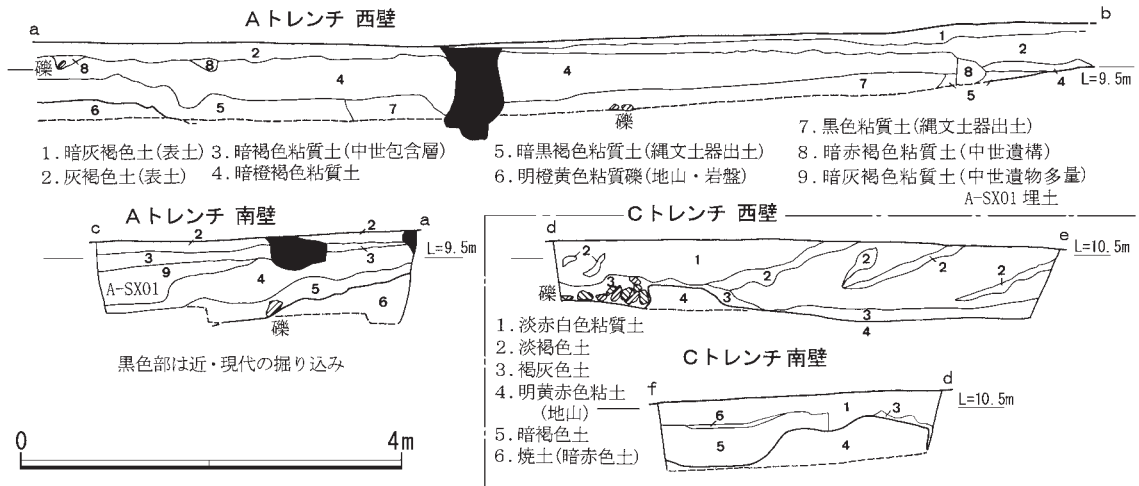 Aトレンチ 西壁
a
b
1
2
2
礫
8
8
4
4
8
2
4
L=9.5m
6
5
7
7
5
礫
1.暗灰褐色土(表土)
2.灰褐色土(表土)
3.暗褐色粘質土(中世包含層)
4.暗橙褐色粘質土
5.暗黒褐色粘質土(縄文土器出土)
6.明橙黄色粘質礫(地山・岩盤)
7.黒色粘質土(縄文土器出土)
8.暗赤褐色粘質土(中世遺構)
9.暗灰褐色粘質土(中世遺物多量)
A-SX01 埋土
Aトレンチ 南壁
c
a
2
2
L=9.5m
3
3
9
4
A-SX01
5
6
礫
黒色部は近・現代の掘り込み
0
4m
Cトレンチ 西壁
d
e
L=10.5m
2
1
2
2
2
2
3
3
4
3
4
礫
1.淡赤白色粘質土
2.淡褐色土
3.褐灰色土
4.明黄赤色粘土
(地山)
5.暗褐色土
6.焼土(暗赤色土)
Cトレンチ 南壁
f
d
L=10.5m
6
1
3
5
4